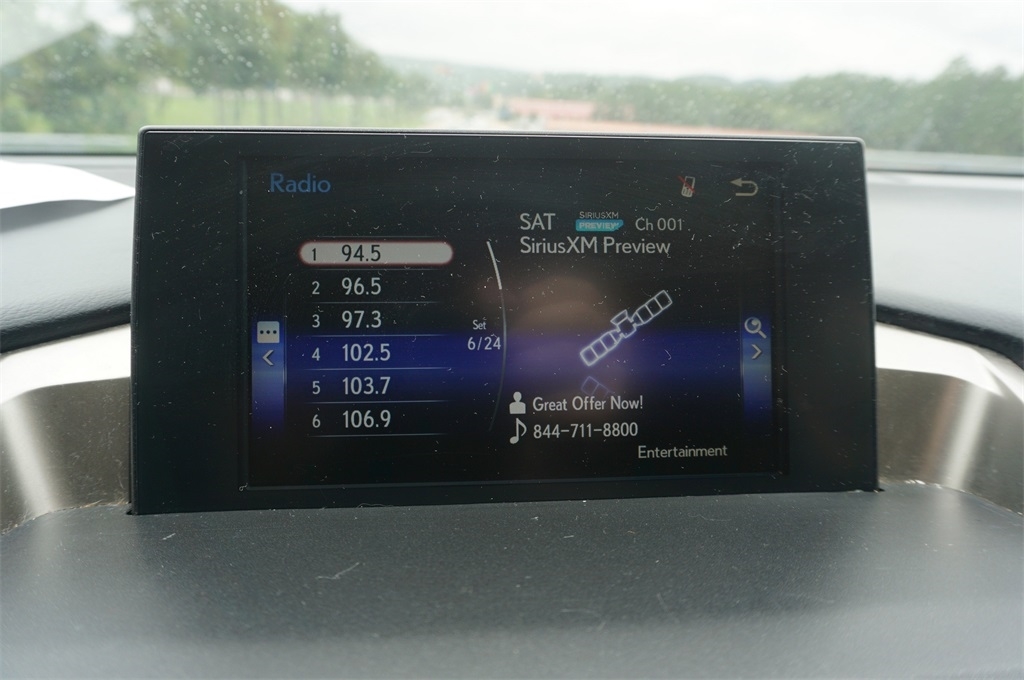 Radio
SAT SIRIUSXM PREVIEW Ch 001
SiriusXM Preview
1 94.5
2 96.5
3 97.3
4 102.5
5 103.7
6 106.9
Set
6/24
Great Offer Now!
844-711-8800
Entertainment